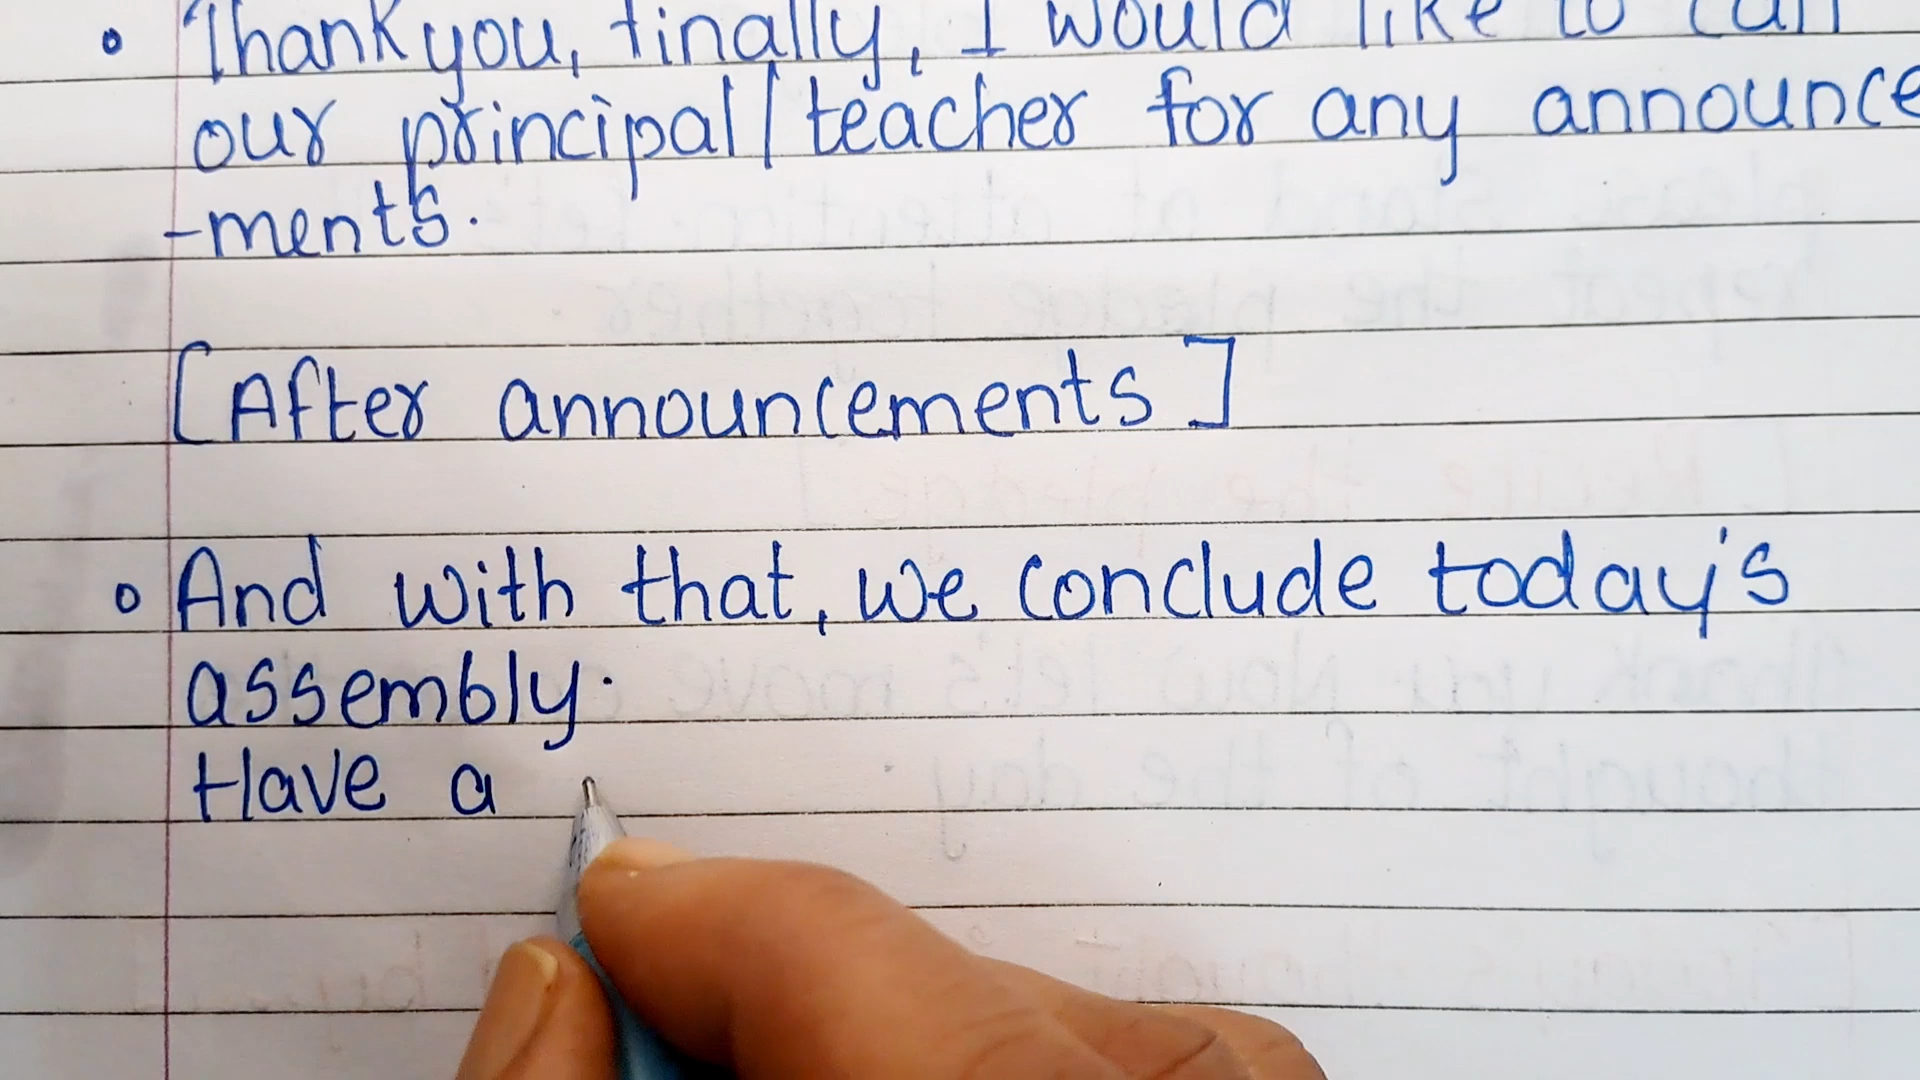 • Thank you, finally, I would like to call
our principal/teacher for any announce
-ments.
[After announcements]
• And with that, we conclude today's
assembly.
Have a